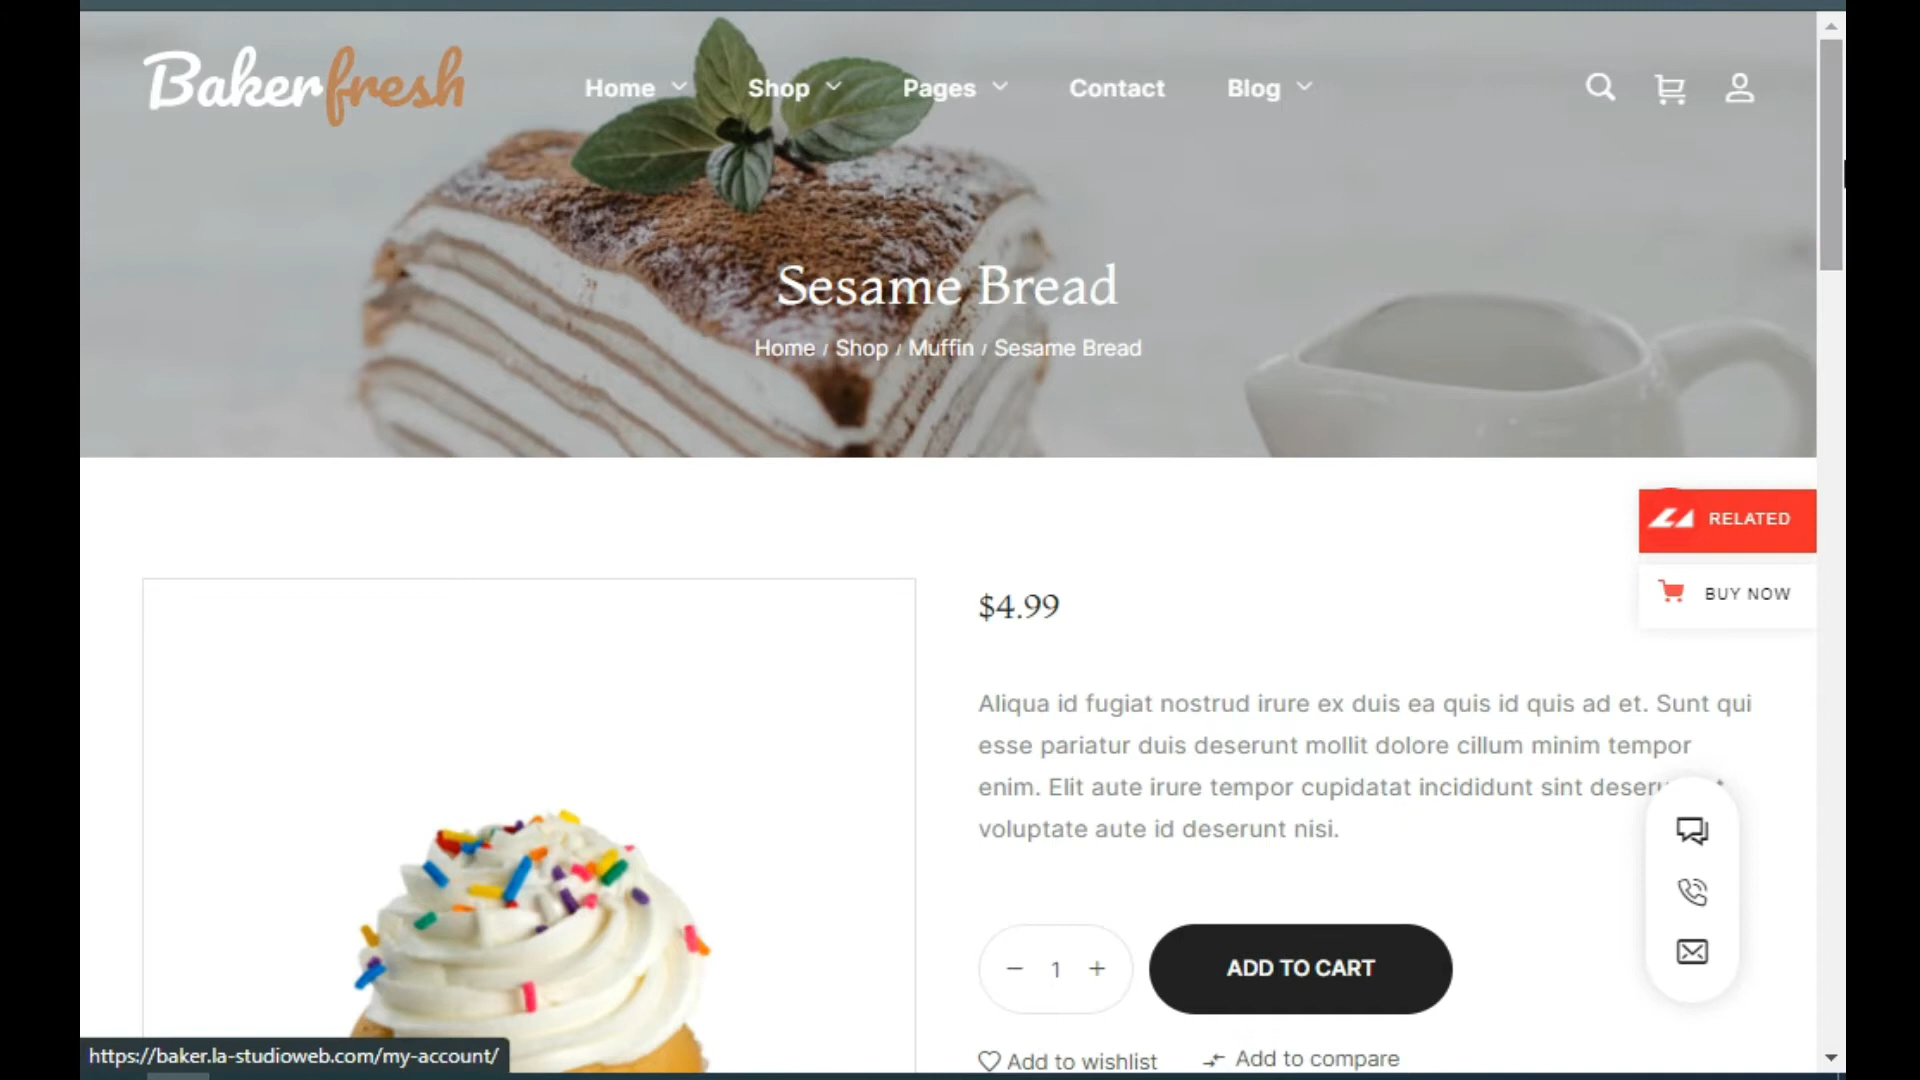 Bakerfresh
Home Shop Pages Contact Blog
Sesame Bread
Home / Shop / Muffin / Sesame Bread
RELATED
BUY NOW
$4.99
Aliqua id fugiat nostrud irure ex duis ea quis id quis ad et. Sunt qui
esse pariatur duis deserunt mollit dolore cillum minim tempor
enim. Elit aute irure tempor cupidatat incididunt sint
voluptate aute id deserunt nisi.
1
ADD TO CART
Add to wishlist
Add to compare
https://baker.la-studioweb.com/my-account/